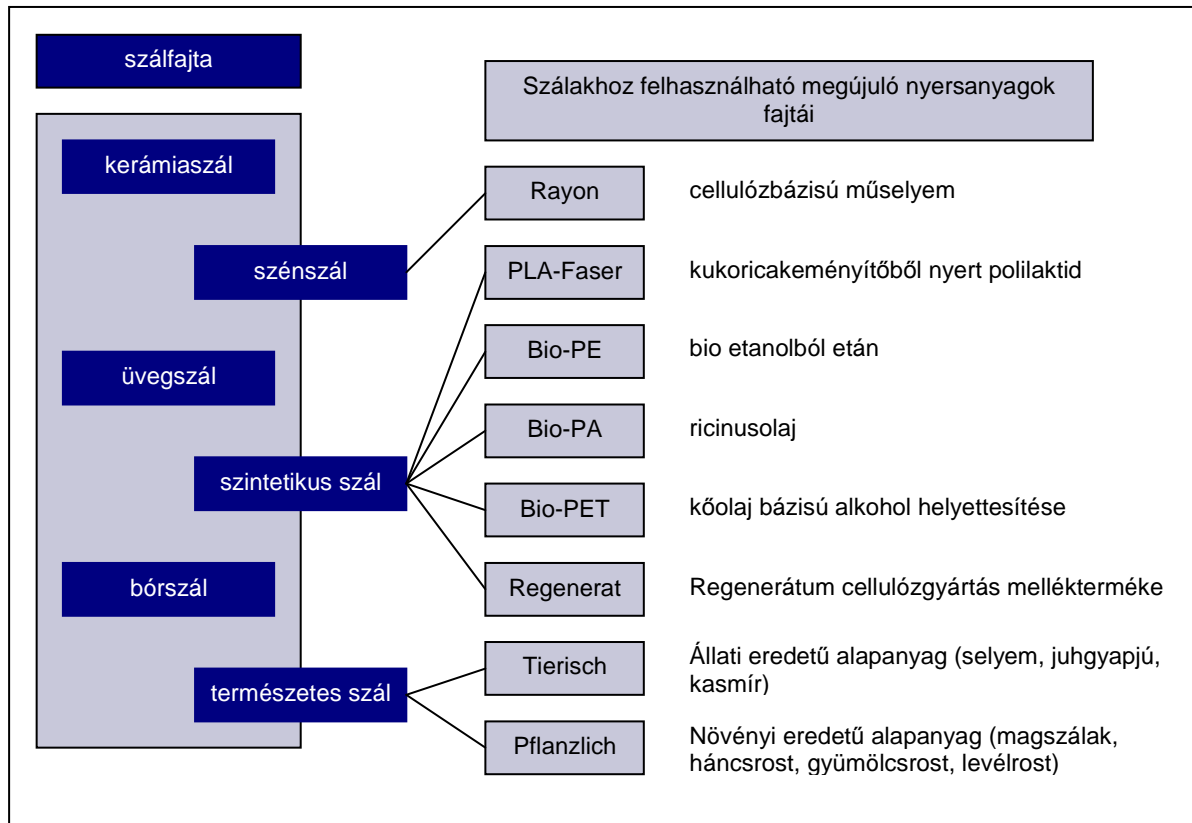 szálfajta
Szálakhoz felhasználható megújuló nyersanyagok
fajtái
kerámiaszál
szénszál
üvegszál
szintetikus szál
bórszál
természetes szál
Rayon
cellulózbázisú műselyem
PLA-Faser
kukoricakeményítőből nyert polilaktid
Bio-PE
bio etanolból etán
Bio-PA
ricinusolaj
Bio-PET
kőolaj bázisú alkohol helyettesítése
Regenerat
Regenerátum cellulózgyártás mellékterméke
Tierisch
Állati eredetű alapanyag (selyem, juhgyapjú,
kasmír)
Pflanzlich
Növényi eredetű alapanyag (magszálak,
háncsrost, gyümölcsrost, levélrost)